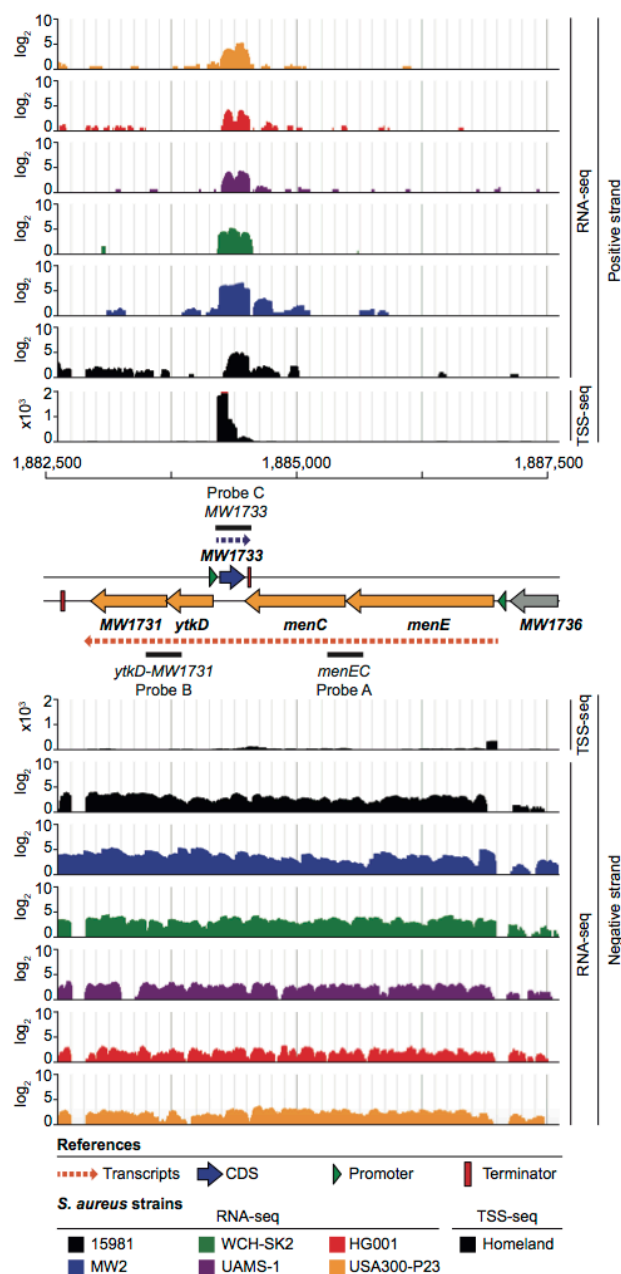 10
5
0
log2
10
5
0
log2
10
5
0
log2
10
5
0
log2
10
5
0
log2
10
5
0
log2
RNA-seq
Positive strand
2
1
0
x10³
TSS-seq
1,882,500 1,885,000 1,887,500
Probe C
MW1733
MW1733
MW1731 ytkD menC menE MW1736
ytkD-MW1731 menEC
Probe B Probe A
2
1
0
x10³
TSS-seq
10
5
0
log2
10
5
0
log2
10
5
0
log2
10
5
0
log2
10
5
0
log2
10
5
0
log2
RNA-seq
Negative strand
References
Transcripts CDS Promoter Terminator
S. aureus strains
RNA-seq TSS-seq
15981 WCH-SK2 HG001 Homeland
MW2 UAMS-1 USA300-P23